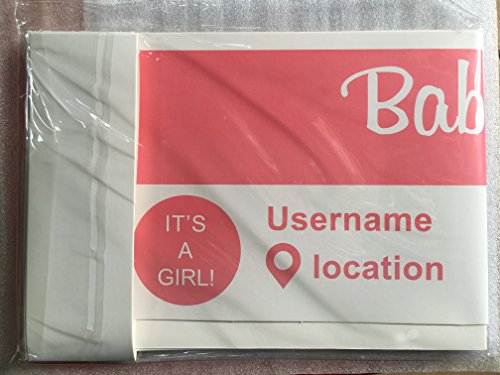 Bab
IT'S
A
GIRL!
Username
location